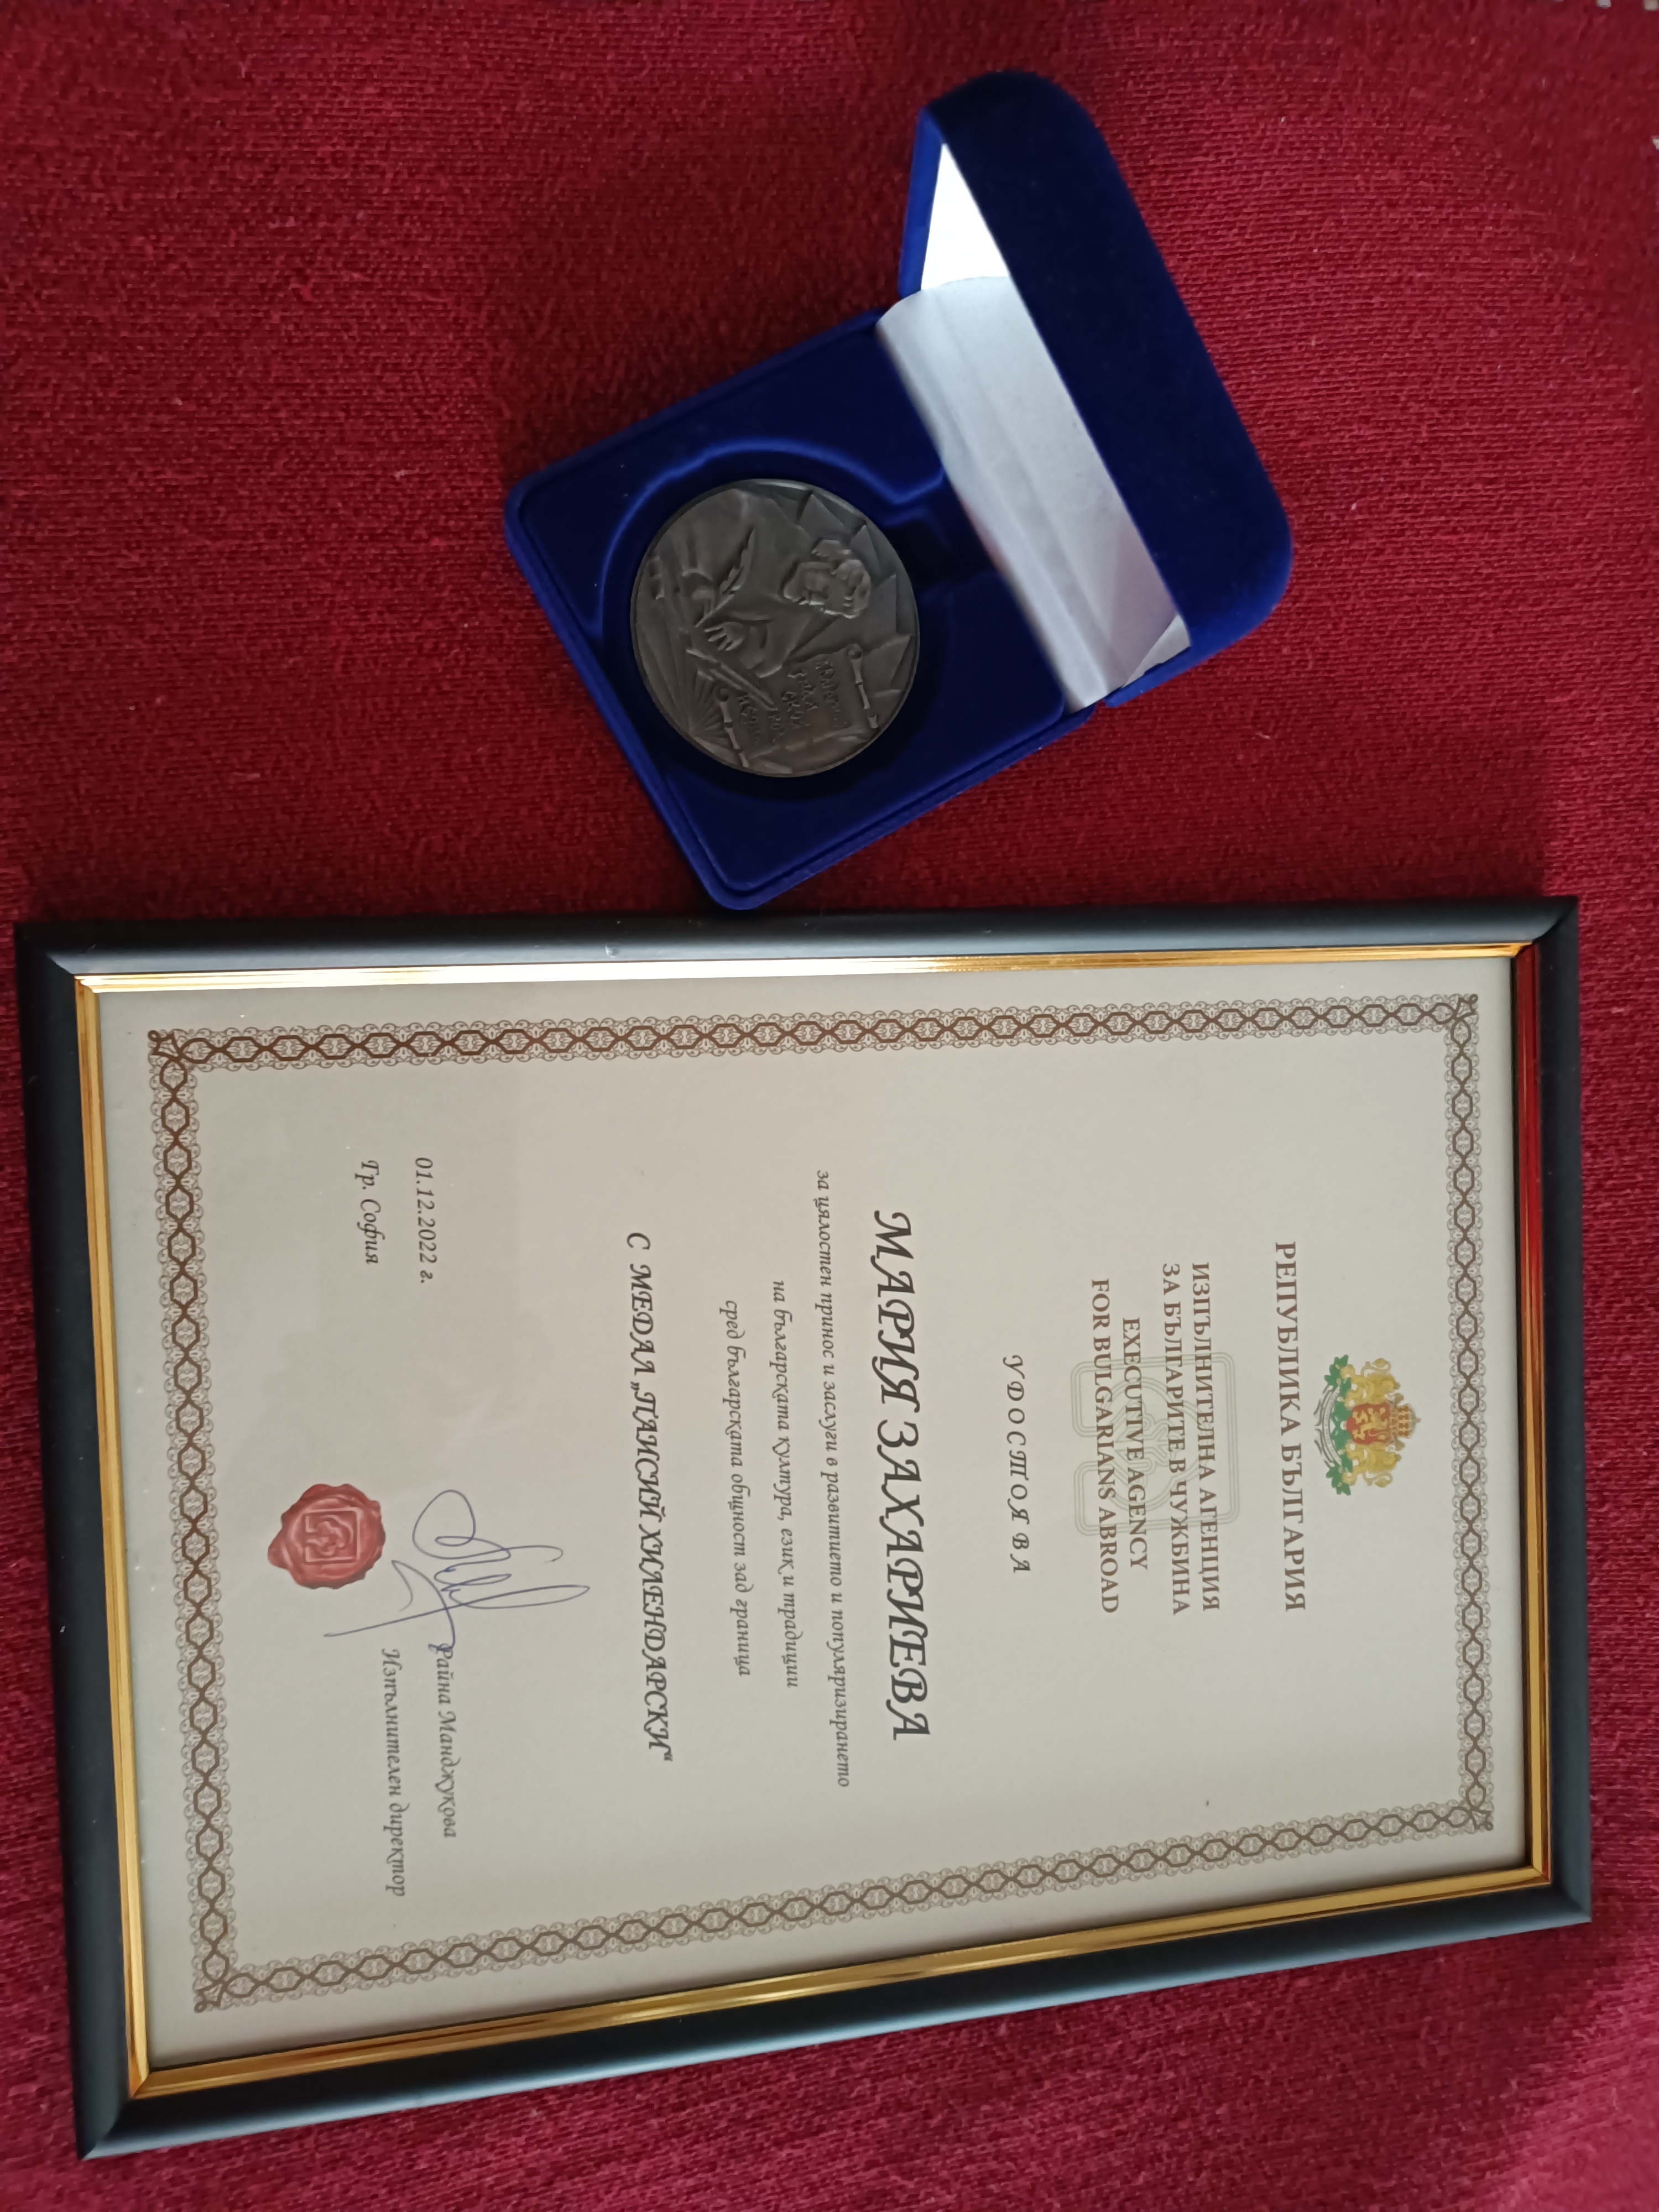 РЕПУБЛИКА БЪЛГАРИЯ
ИЗПЪЛНИТЕЛНА АГЕНЦИЯ
ЗА БЪЛГАРИТЕ В ЧУЖБИНА
EXECUTIVE AGENCY
FOR BULGARIANS ABROAD
УДОСТОЯВА
МАРИЯ ЗАХАРИЕВА
за цялостен принос и заслуги в развитието и популяризирането
на българската култура, език и традиции
сред българската общност зад граница
С МЕДАЛ „ПАИСИЙ ХИЛЕНДАРСКИ“
01.12.2022 г.
Гр. София
Райна Манджукова
Изпълнителен директор